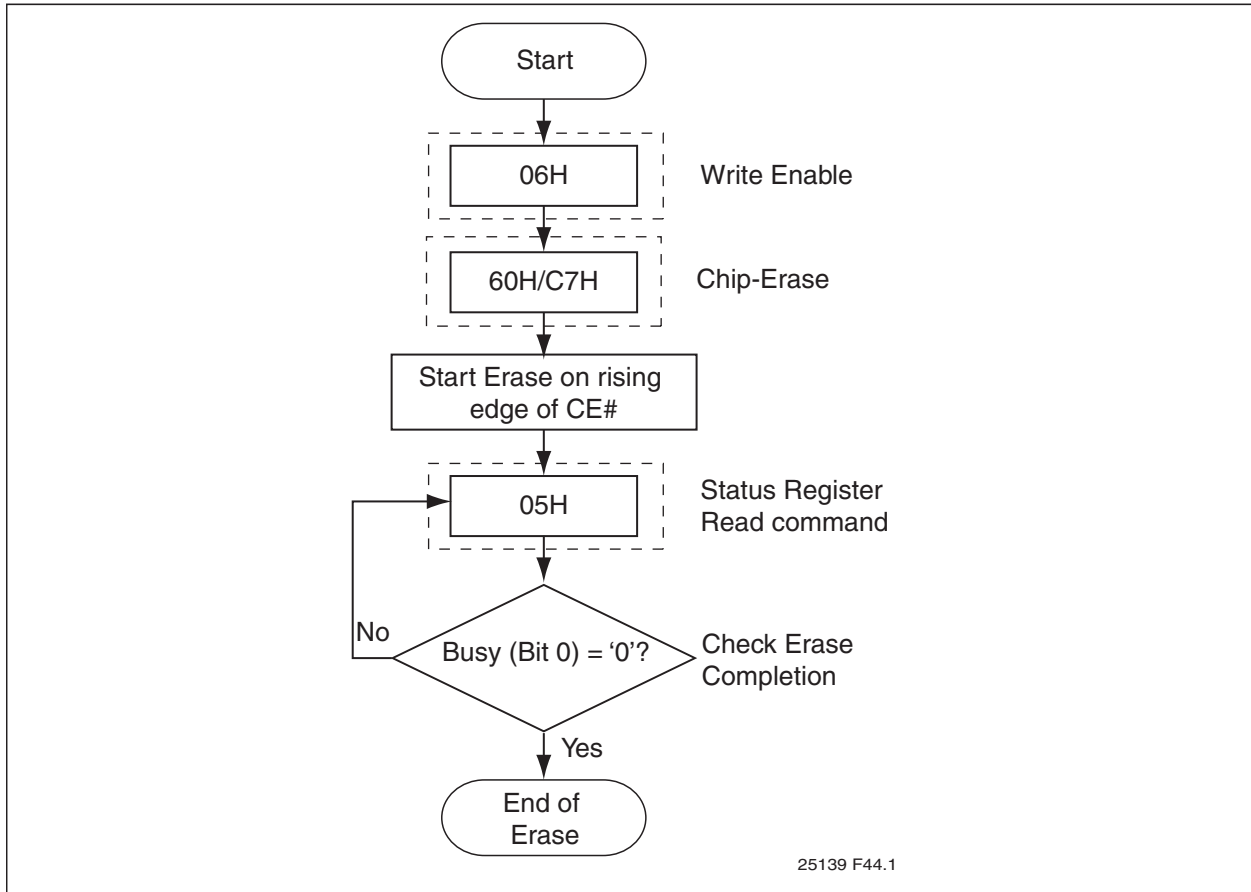 Start
06H
Write Enable
60H/C7H
Chip-Erase
Start Erase on rising
edge of CE#
05H
Status Register
Read command
No
Busy (Bit 0) = ‘0’?
Check Erase
Completion
Yes
End of
Erase
25139 F44.1